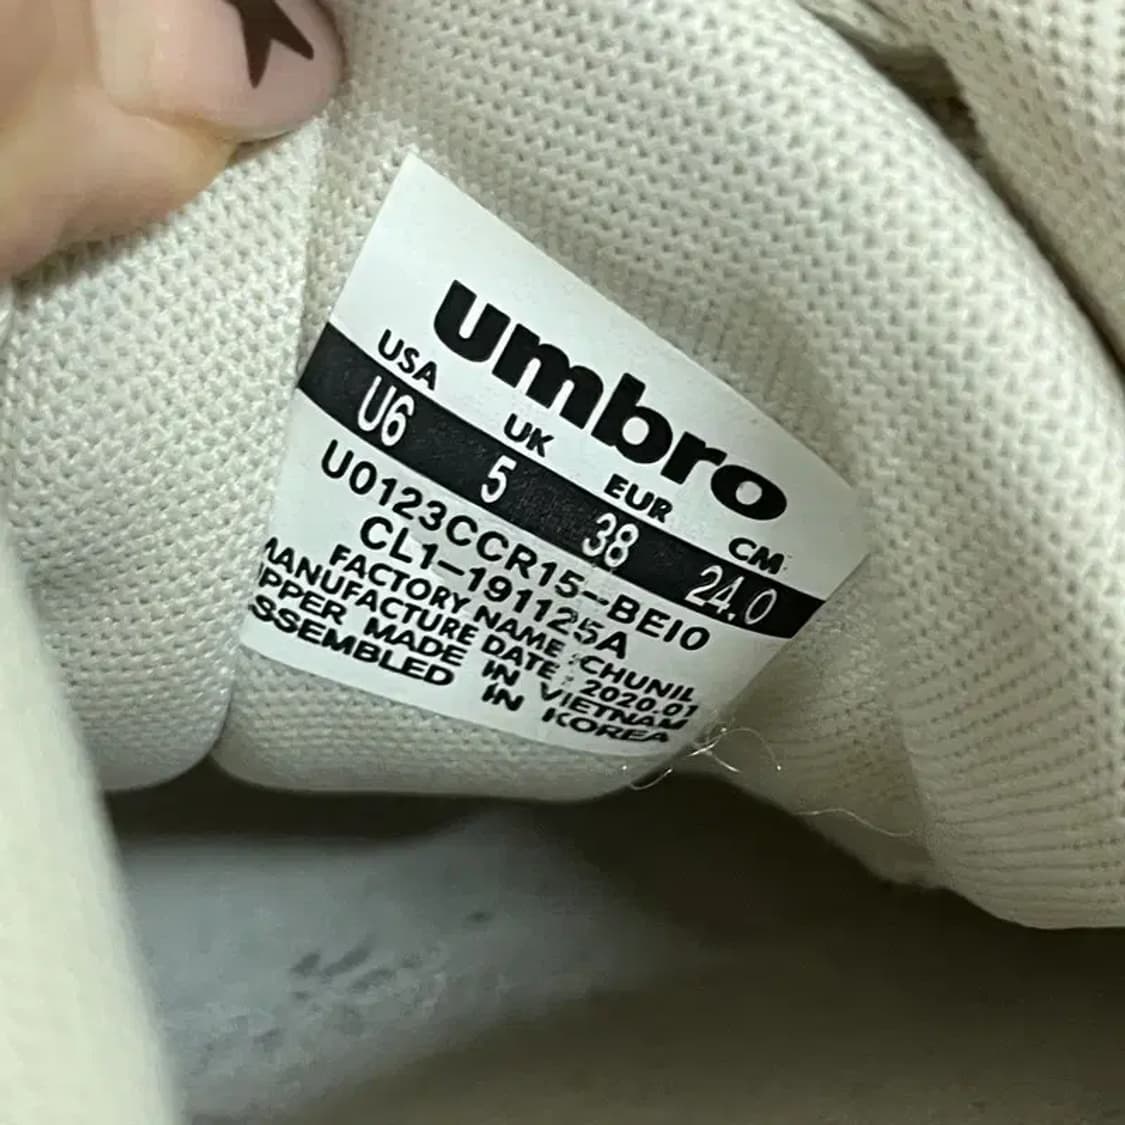 umbro
USA UK EUR CM
U6 5 38 24.0
U0123CCR15-BEIO
CL1-191125A
FACTORY NAME:CHUNIL
MANUFACTURE DATE:2020.01
UPPER MADE IN VIETNAM
ASSEMBLED IN KOREA